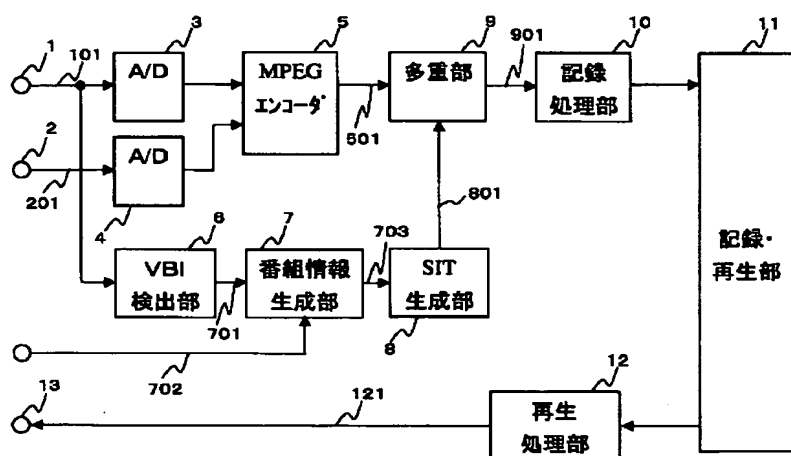 1
101
3
A/D
5
MPEG
エンコーダ
9
多重部
901
10
記録
処理部
11
2
201
A/D
4
501
801
6
VBI
検出部
701
7
番組情報
生成部
703
SIT
生成部
8
記録・
再生部
702
13
121
12
再生
処理部